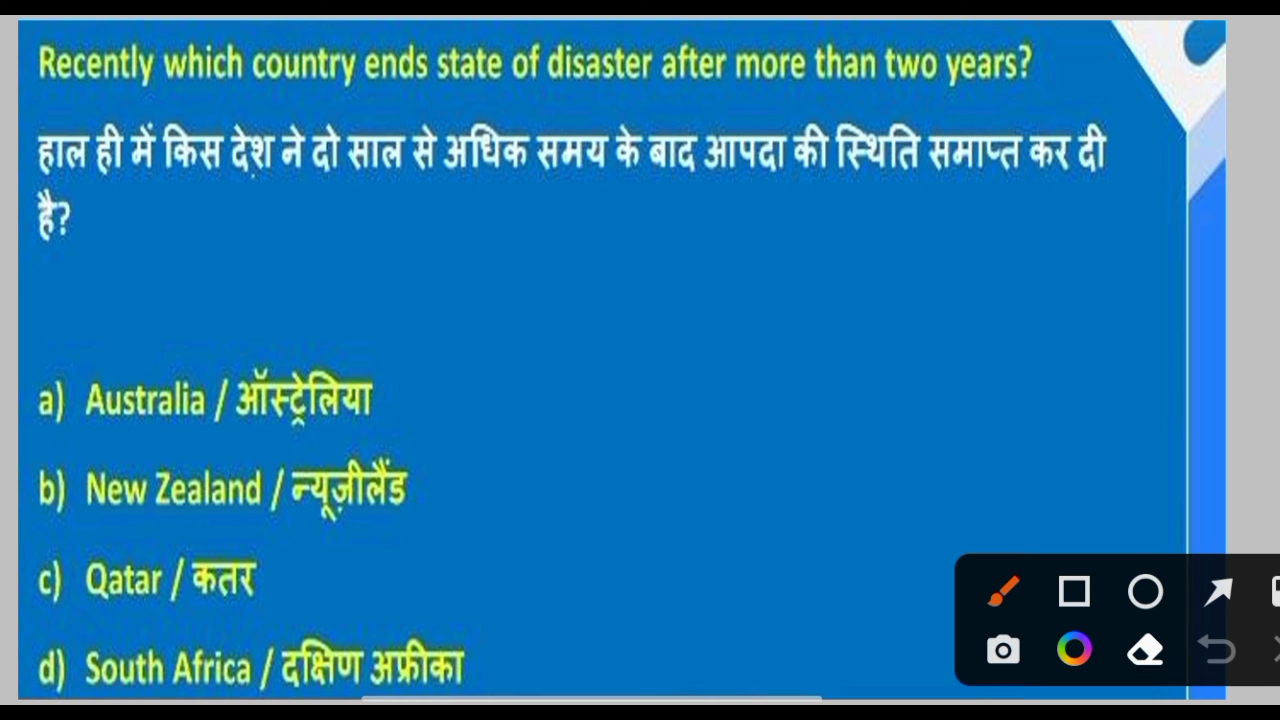 Recently which country ends state of disaster after more than two years?
हाल ही में किस देश ने दो साल से अधिक समय के बाद आपदा की स्थिति समाप्त कर दी
है?
a) Australia / ऑस्ट्रेलिया
b) New Zealand / न्यूज़ीलैंड
c) Qatar / कतर
d) South Africa / दक्षिण अफ्रीका